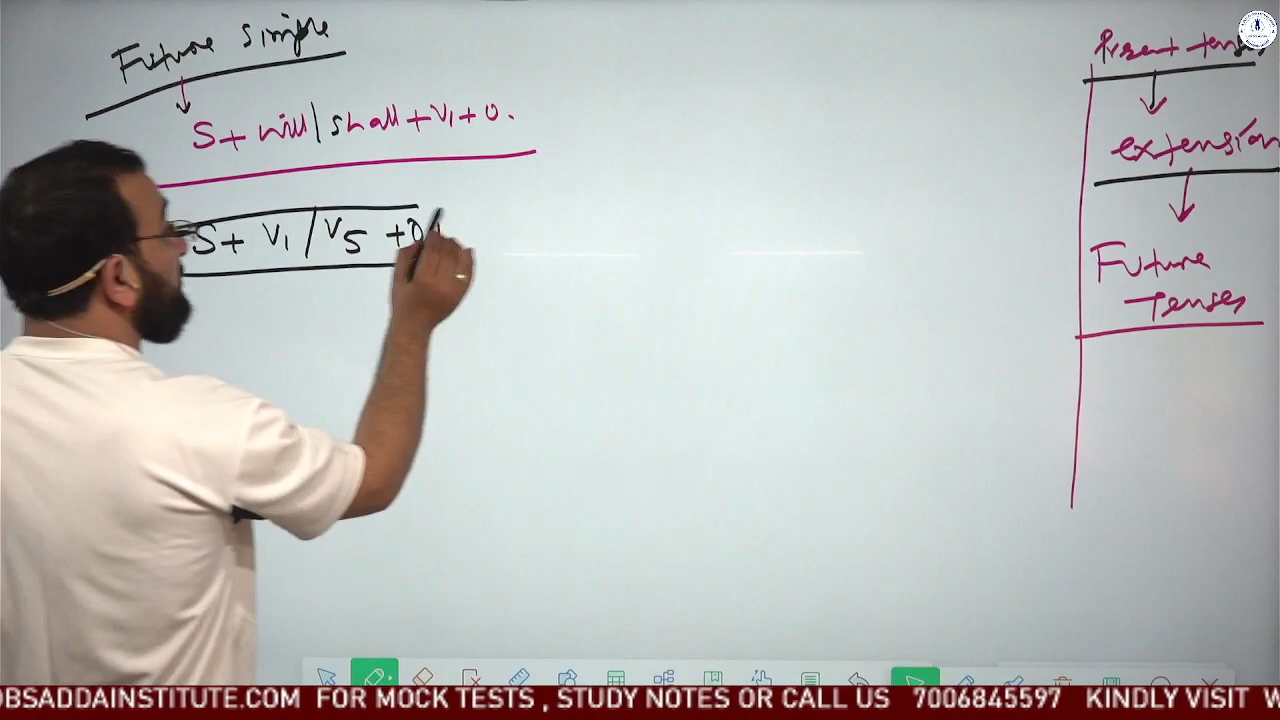 Future Simple
S + will / shall + V1 + O.
S + V1 / V5 + O
Present tenses
extension
Future
Tenses
OBSADDAINSTITUTE.COM FOR MOCK TESTS , STUDY NOTES OR CALL US 7006845597 KINDLY VISIT W